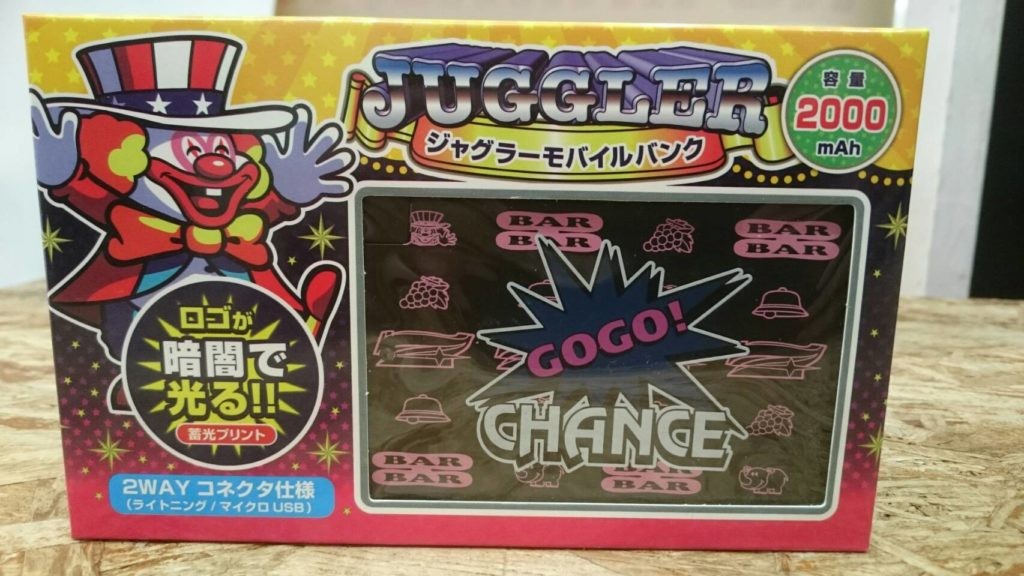 JUGGLER
ジャグラーモバイルバンク
容量
2000
mAh
BAR
BAR
BAR
BAR
GOGO!
CHANCE
BAR
BAR
BAR
BAR
ロゴが
暗闇で
光る!!
蓄光プリント
2WAY コネクタ仕様
(ライトニング/マイクロUSB)